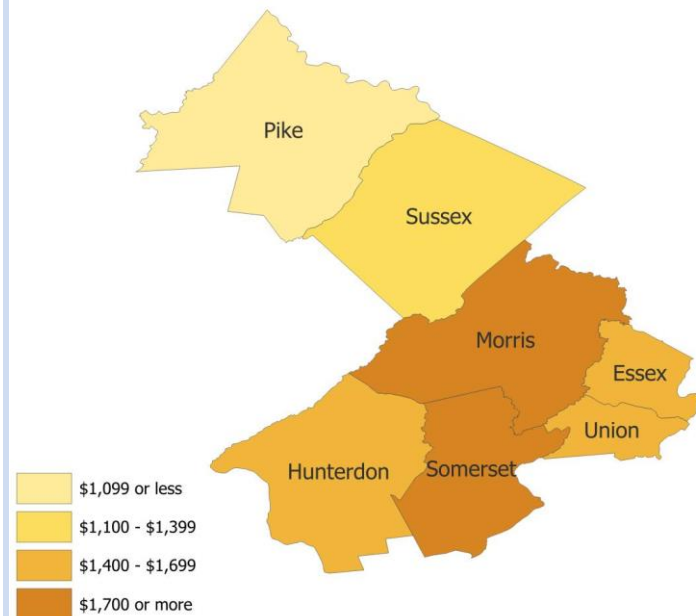 Pike
Sussex
Morris
Essex
Union
Hunterdon
Somerset
$1,099 or less
$1,100 - $1,399
$1,400 - $1,699
$1,700 or more